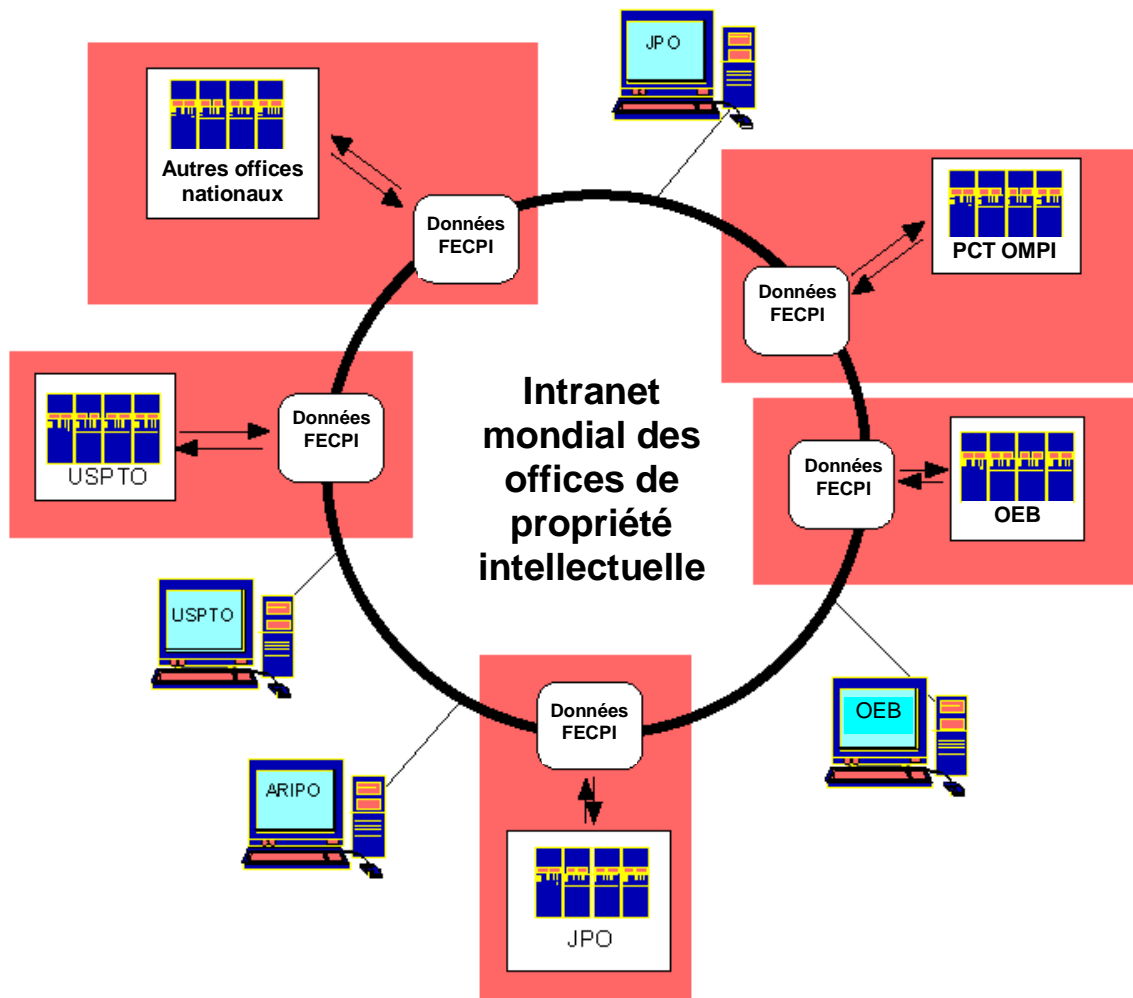 JPO
Autres offices
nationaux
Données
FECPI
PCT OMPI
Données
FECPI
Intranet
mondial des
offices de
propriété
intellectuelle
USPTO
Données
FECPI
Données
FECPI
OEB
USPTO
OEB
Données
FECPI
ARIPO
JPO